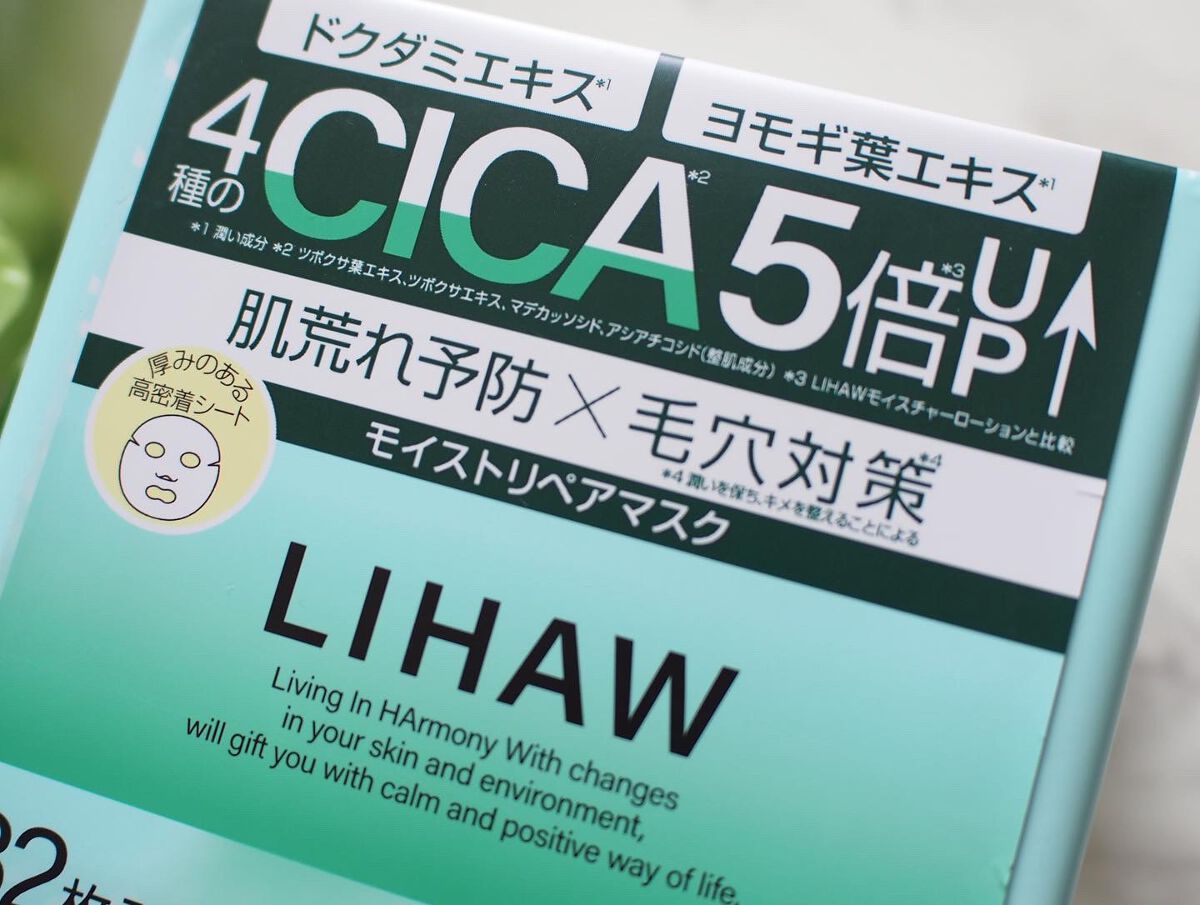 ドクダミエキス*1 ヨモギ葉エキス*1
4種のCICA*2 5倍*3UP
*1 潤い成分 *2 ツボクサ葉エキス、ツボクサエキス、マデカッソシド、アシアチコシド(整肌成分) *3 LIHAWモイスチャーローションと比較
肌荒れ予防×毛穴対策*4
*4 潤いを保ち、キメを整えることによる
厚みのある
高密着シート
モイストリペアマスク
LIHAW
Living In HArmony With changes
in your skin and environment,
will gift you with calm and positive way of life.
32枚